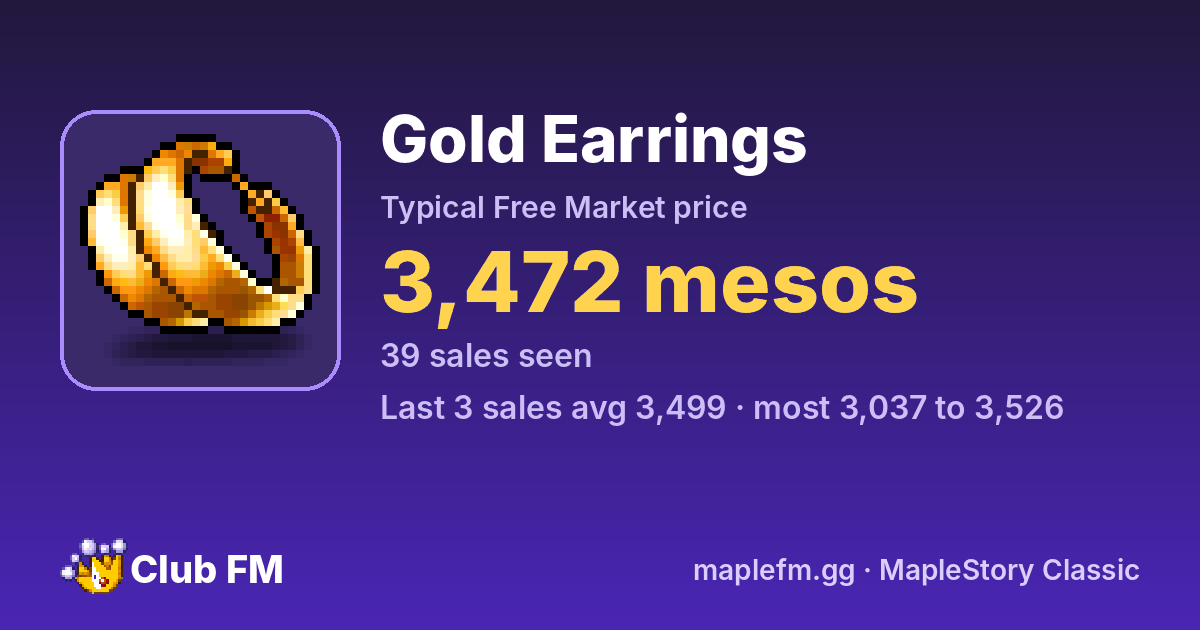 Gold Earrings
Typical Free Market price
3,472 mesos
39 sales seen
Last 3 sales avg 3,499 · most 3,037 to 3,526
Club FM
maplefm.gg · MapleStory Classic